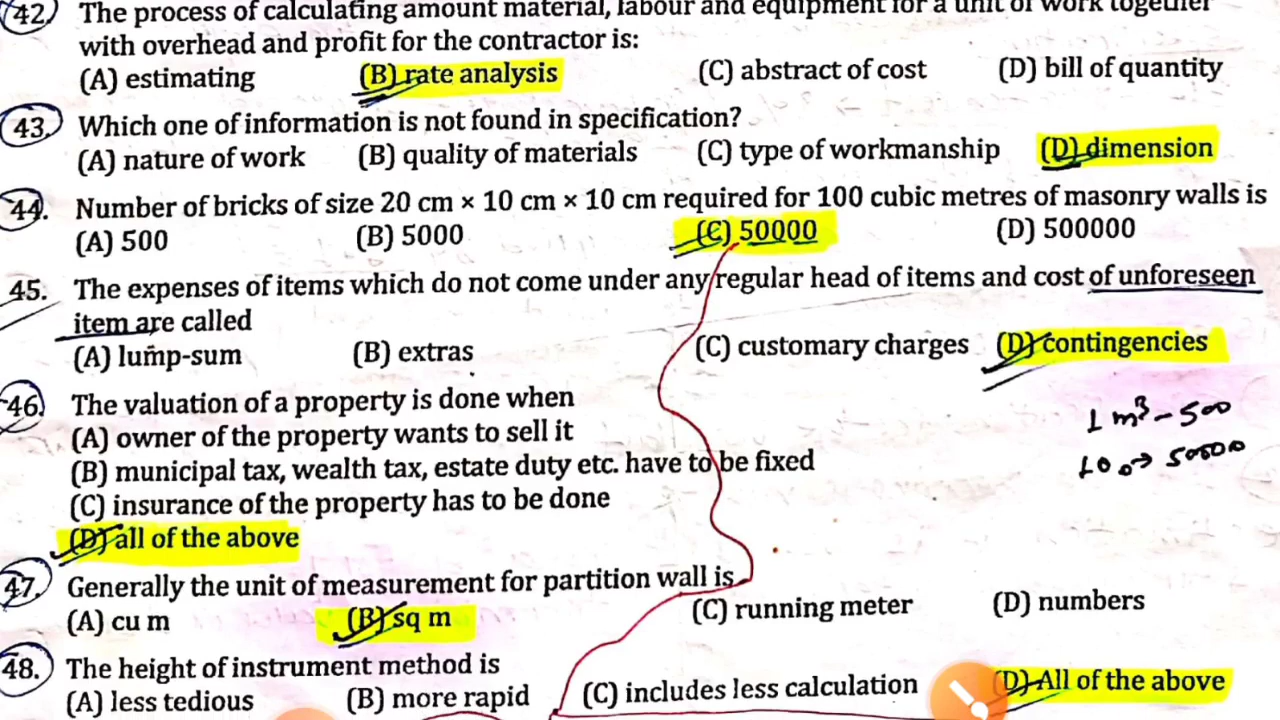 42. The process of calculating amount material, labour and equipment for a unit of work together
with overhead and profit for the contractor is:
(A) estimating (B) rate analysis (C) abstract of cost (D) bill of quantity
43. Which one of information is not found in specification?
(A) nature of work (B) quality of materials (C) type of workmanship (D) dimension
44. Number of bricks of size 20 cm × 10 cm × 10 cm required for 100 cubic metres of masonry walls is
(A) 500 (B) 5000 (C) 50000 (D) 500000
45. The expenses of items which do not come under any regular head of items and cost of unforeseen
item are called
(A) lump-sum (B) extras (C) customary charges (D) contingencies
46. The valuation of a property is done when
(A) owner of the property wants to sell it
(B) municipal tax, wealth tax, estate duty etc. have to be fixed
(C) insurance of the property has to be done
(D) all of the above
1 m³ - 500
100 → 50000
47. Generally the unit of measurement for partition wall is
(A) cu m (B) sq m (C) running meter (D) numbers
48. The height of instrument method is
(A) less tedious (B) more rapid (C) includes less calculation (D) All of the above